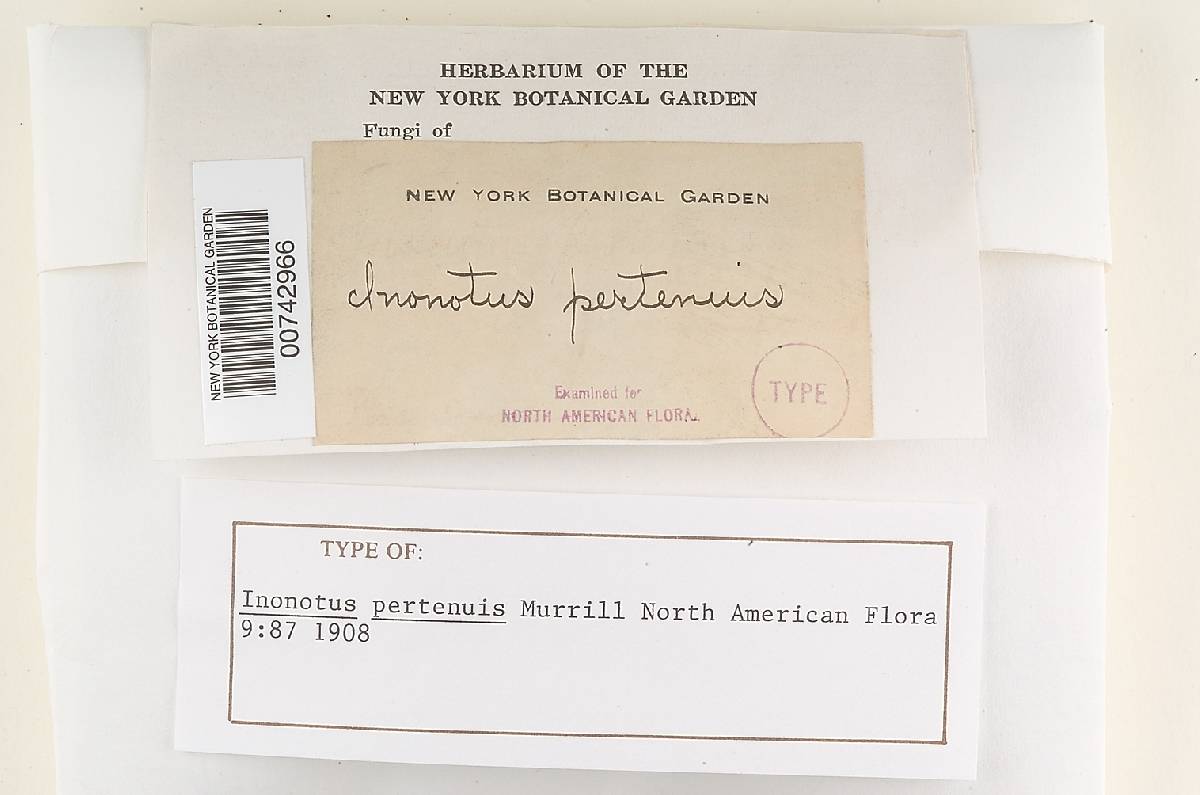 HERBARIUM OF THE
NEW YORK BOTANICAL GARDEN
Fungi of
NEW YORK BOTANICAL GARDEN
00742966
NEW YORK BOTANICAL GARDEN
Inonotus pertenuis
Examined for
NORTH AMERICAN FLORA
TYPE
TYPE OF:
Inonotus pertenuis Murrill North American Flora
9:87 1908